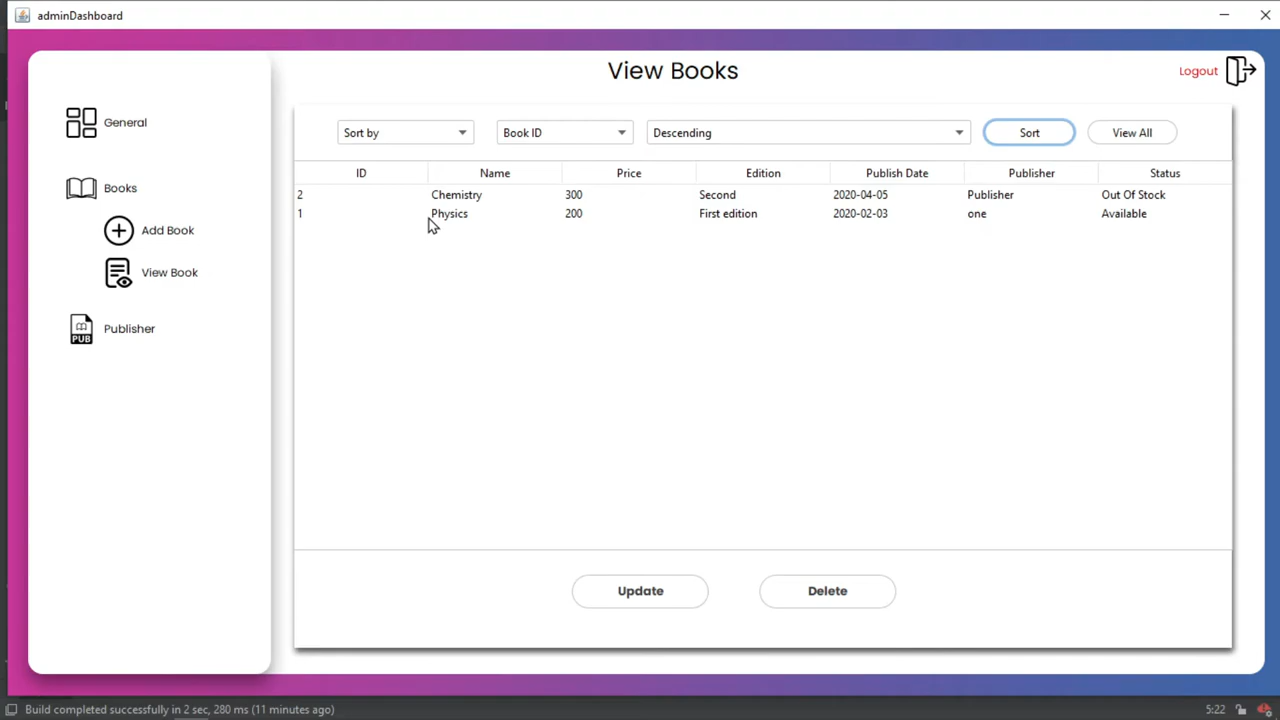 adminDashboard
View Books
Logout
General
Books
Add Book
View Book
Publisher
PUB
Sort by Book ID Descending Sort View All
ID Name Price Edition Publish Date Publisher Status
2 Chemistry 300 Second 2020-04-05 Publisher Out Of Stock
1 Physics 200 First edition 2020-02-03 one Available
Update Delete
Build completed successfully in 2 sec, 280 ms (11 minutes ago) 5:22